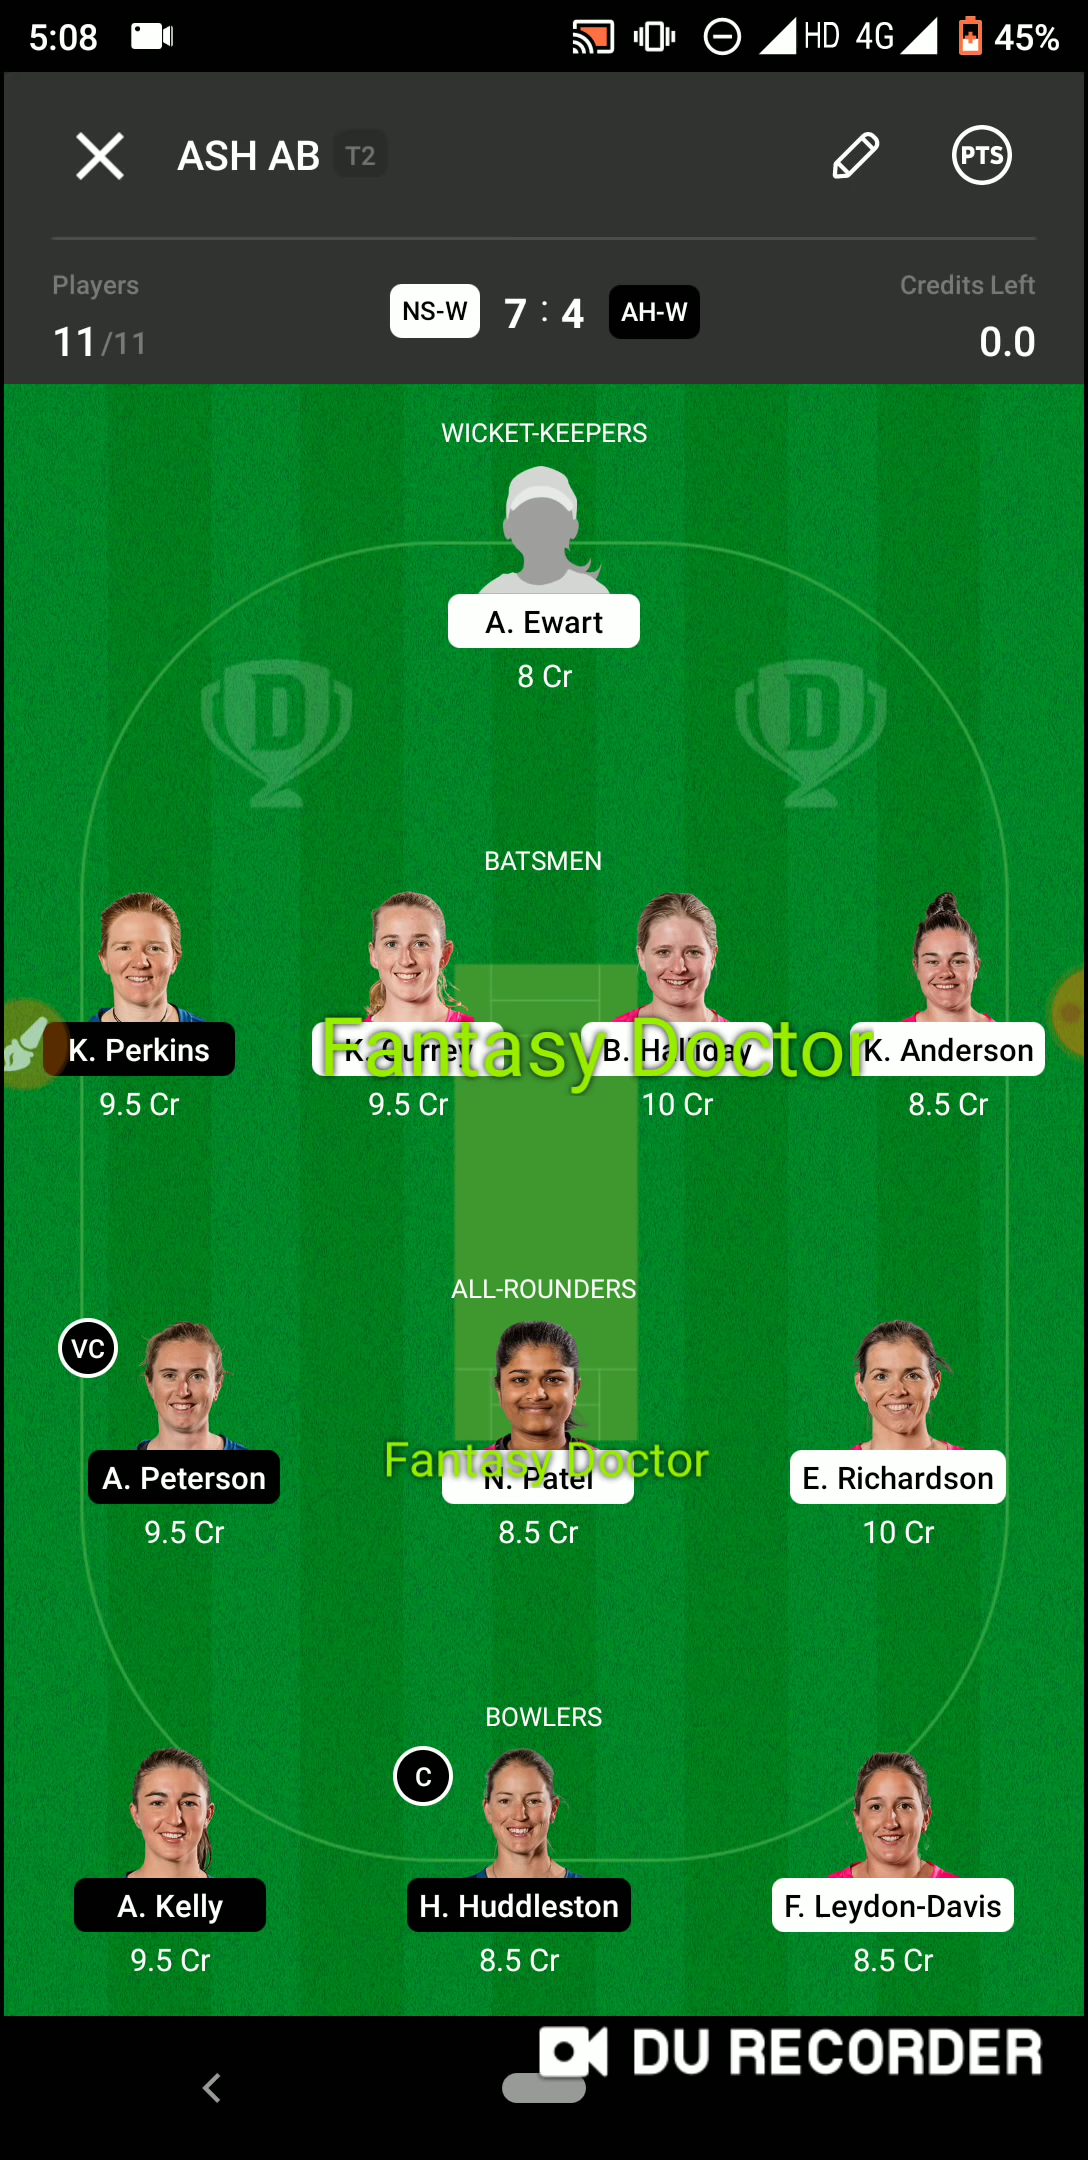 5:08 HD 4G 45%
ASH AB T2 PTS
Players Credits Left
11/11 NS-W 7 : 4 AH-W 0.0
WICKET-KEEPERS
D D
A. Ewart
8 Cr
BATSMEN
K. Perkins K. Gurrey B. Halliday K. Anderson
Fantasy Doctor
9.5 Cr 9.5 Cr 10 Cr 8.5 Cr
ALL-ROUNDERS
VC
Fantasy Doctor
A. Peterson N. Patel E. Richardson
9.5 Cr 8.5 Cr 10 Cr
BOWLERS
C
A. Kelly H. Huddleston F. Leydon-Davis
9.5 Cr 8.5 Cr 8.5 Cr
DU RECORDER